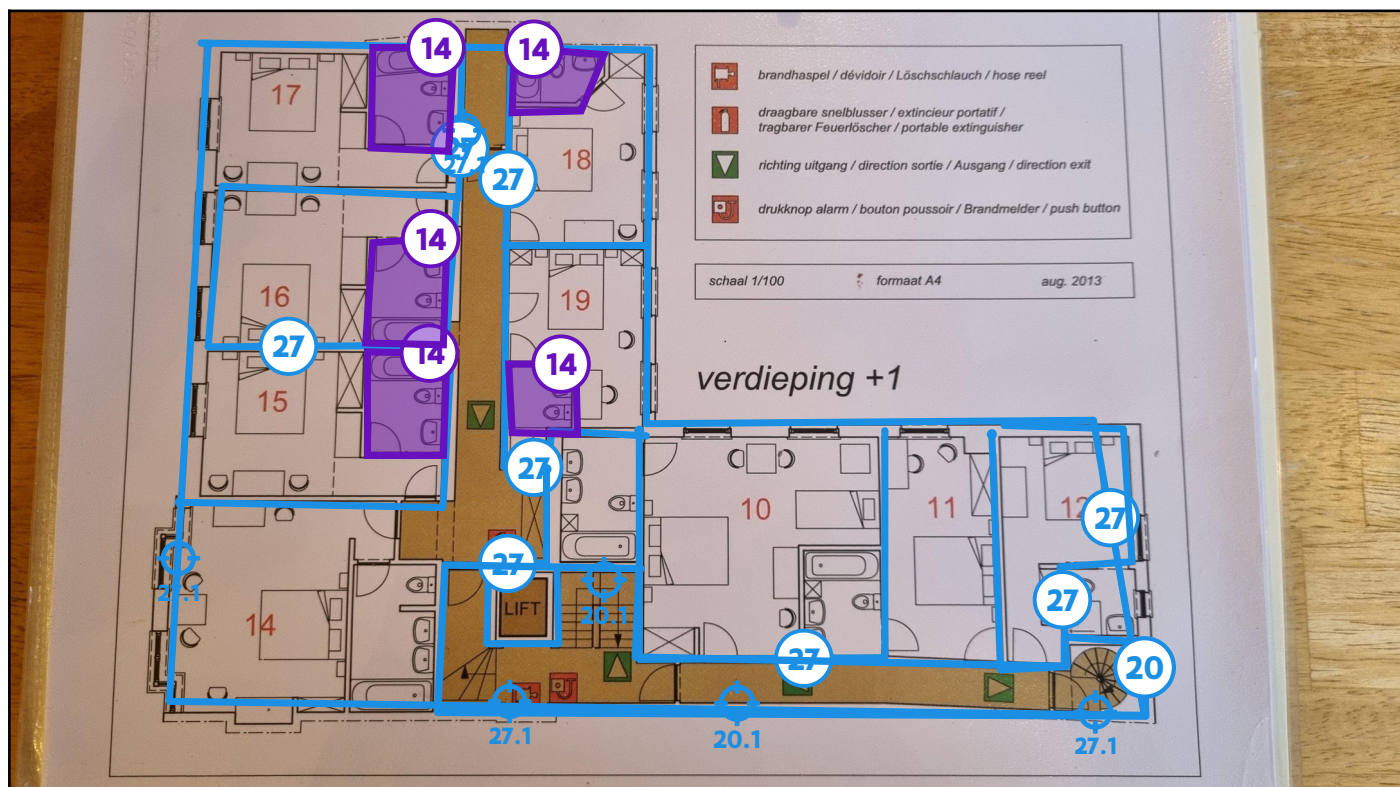 14
14
17
brandhaspel / dévidoir / Löschschlauch / hose reel
draagbare snelblusser / extincieur portatif /
tragbarer Feuerlöscher / portable extinguisher
27.1
18
27
richting uitgang / direction sortie / Ausgang / direction exit
drukknop alarm / bouton poussoir / Brandmelder / push button
14
schaal 1/100
formaat A4
aug. 2013
16
19
27
14
14
verdieping +1
15
27
10
11
12
27
27
27.1
27
LIFT
20.1
27
14
27
20
27.1
20.1
27.1